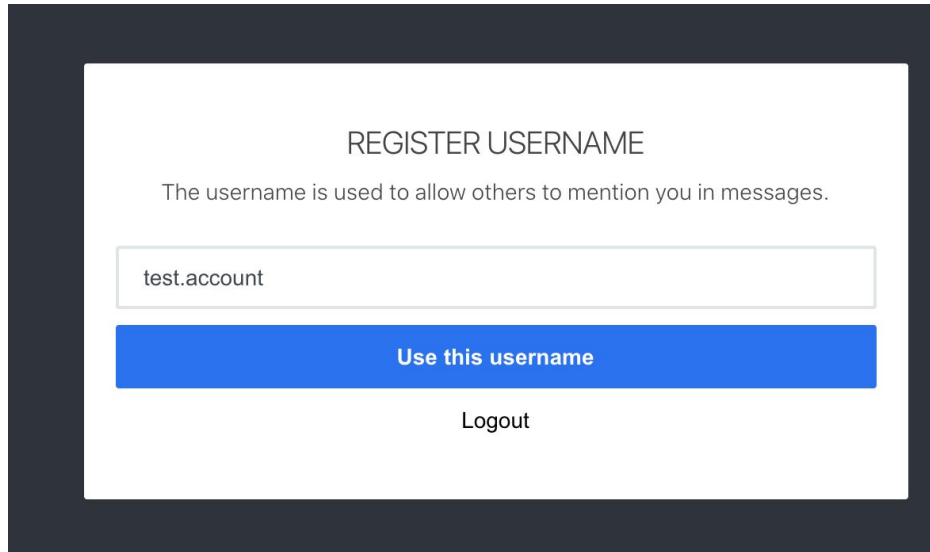 REGISTER USERNAME
The username is used to allow others to mention you in messages.
test.account
Use this username
Logout